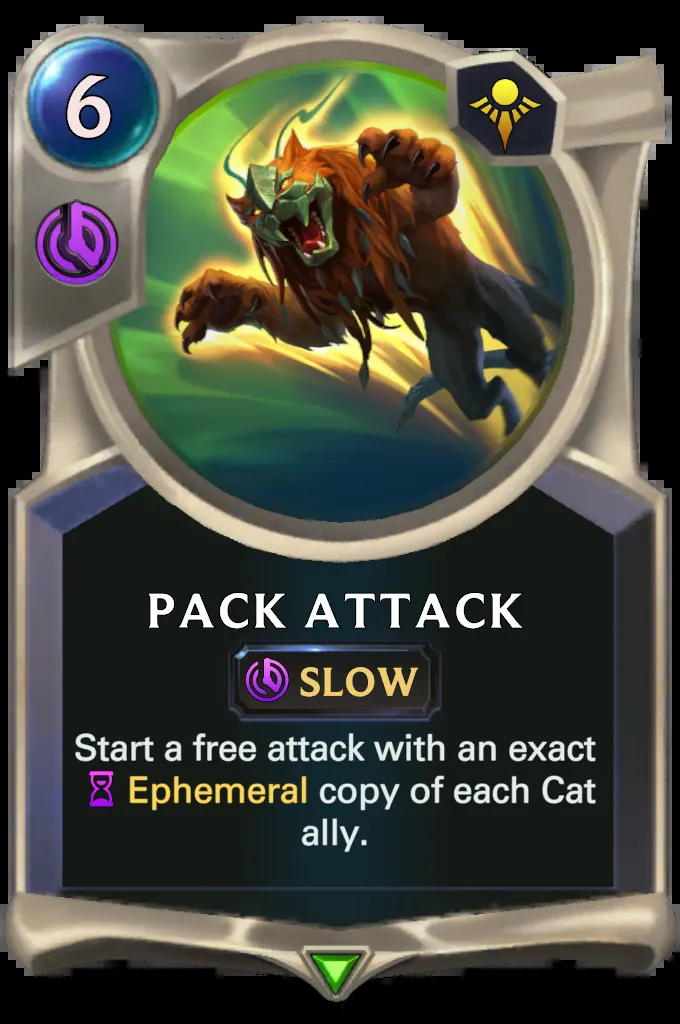 6
PACK ATTACK
SLOW
Start a free attack with an exact
Ephemeral copy of each Cat
ally.